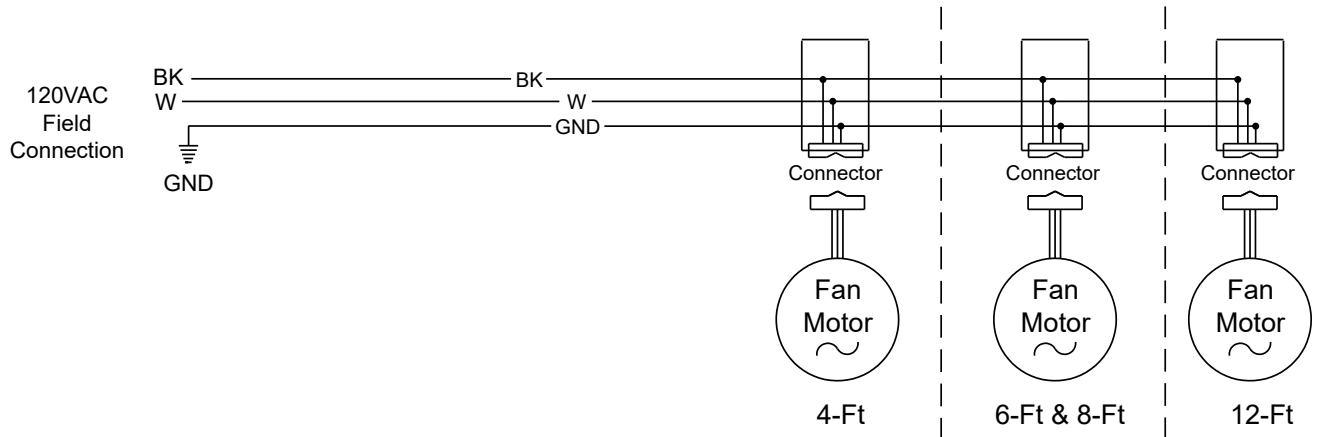 120VAC
Field
Connection
BK
W
GND
BK
W
GND
Connector
Connector
Connector
Fan
Motor
Fan
Motor
Fan
Motor
4-Ft
6-Ft & 8-Ft
12-Ft